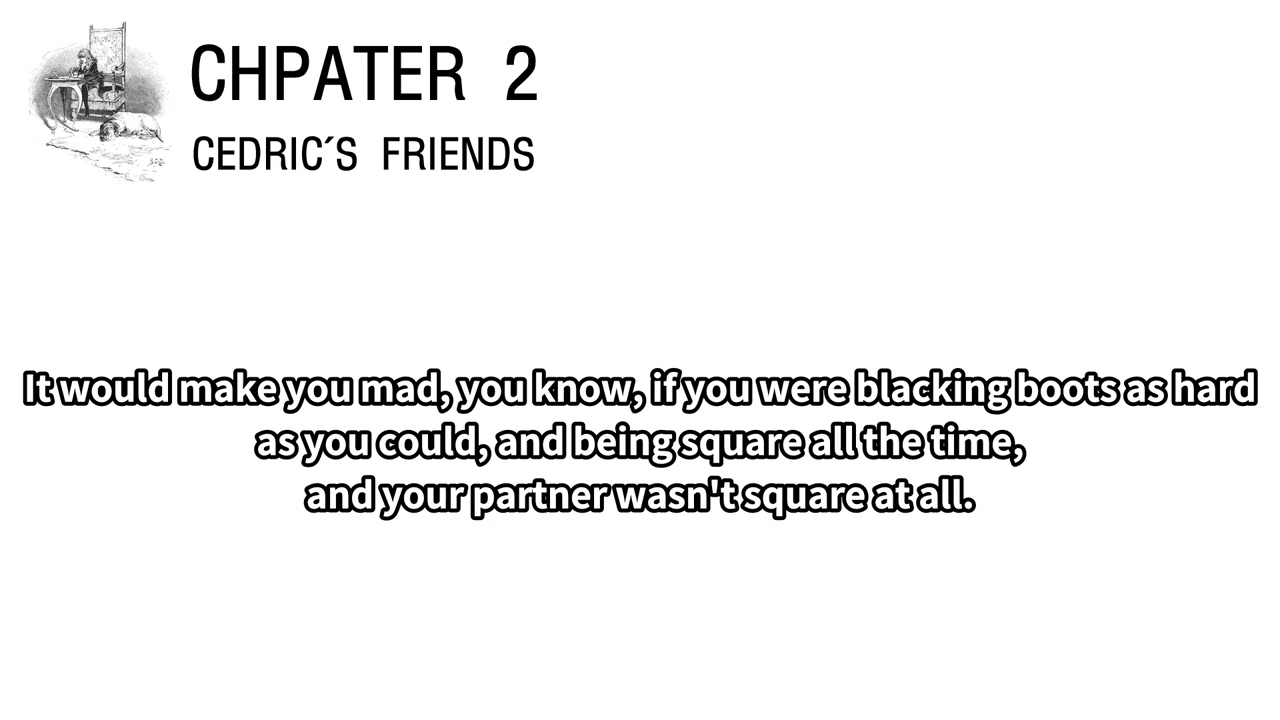 CHPATER 2
CEDRIC´S FRIENDS
It would make you mad, you know, if you were blacking boots as hard
as you could, and being square all the time,
and your partner wasn't square at all.